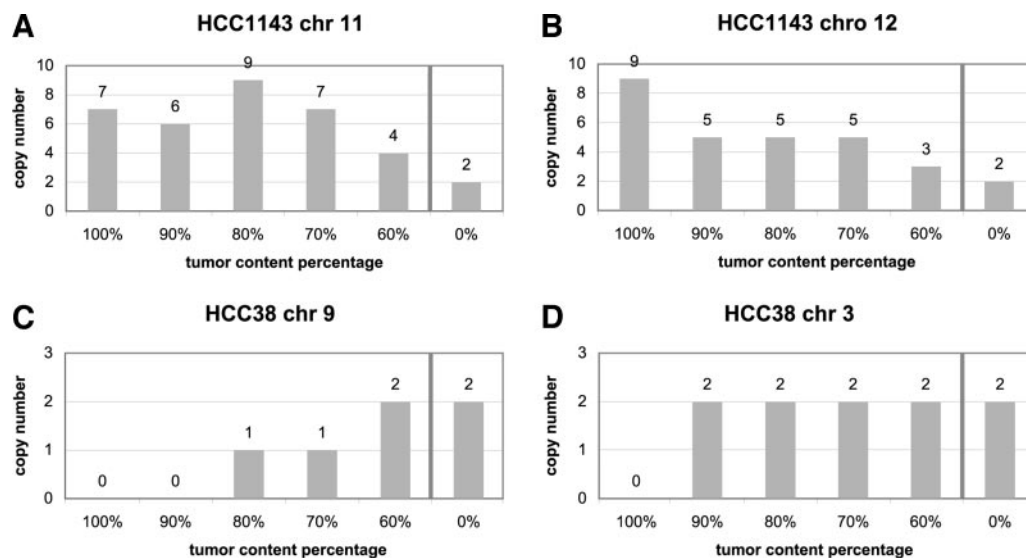 A
HCC1143 chr 11
copy number
10
8
6
4
2
0
7
6
9
7
4
2
100% 90% 80% 70% 60% 0%
tumor content percentage
B
HCC1143 chro 12
copy number
10
8
6
4
2
0
9
5
5
5
3
2
100% 90% 80% 70% 60% 0%
tumor content percentage
C
HCC38 chr 9
copy number
3
2
1
0
0
0
1
1
2
2
100% 90% 80% 70% 60% 0%
tumor content percentage
D
HCC38 chr 3
copy number
3
2
1
0
0
2
2
2
2
2
100% 90% 80% 70% 60% 0%
tumor content percentage